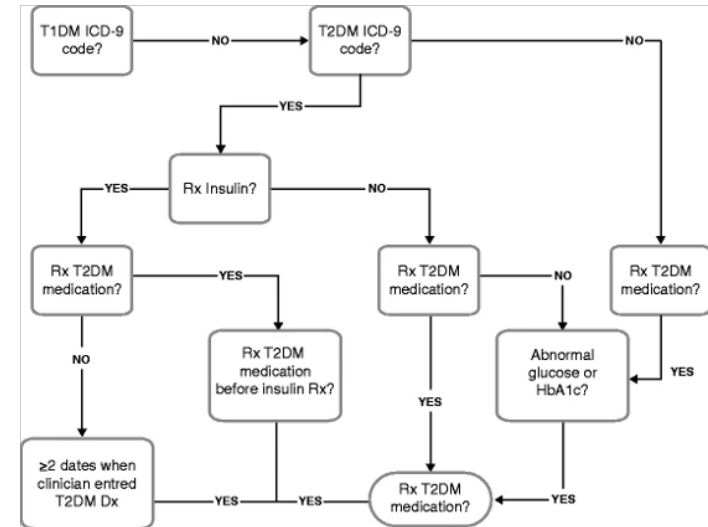 T1DM ICD-9
code?
NO
T2DM ICD-9
code?
NO
YES
Rx Insulin?
YES
NO
Rx T2DM
medication?
YES
Rx T2DM
medication?
NO
Rx T2DM
medication?
NO
Rx T2DM
medication
before insulin Rx?
YES
Abnormal
glucose or
HbA1c?
YES
≥2 dates when
clinician entred
T2DM Dx
YES
YES
Rx T2DM
medication?
YES